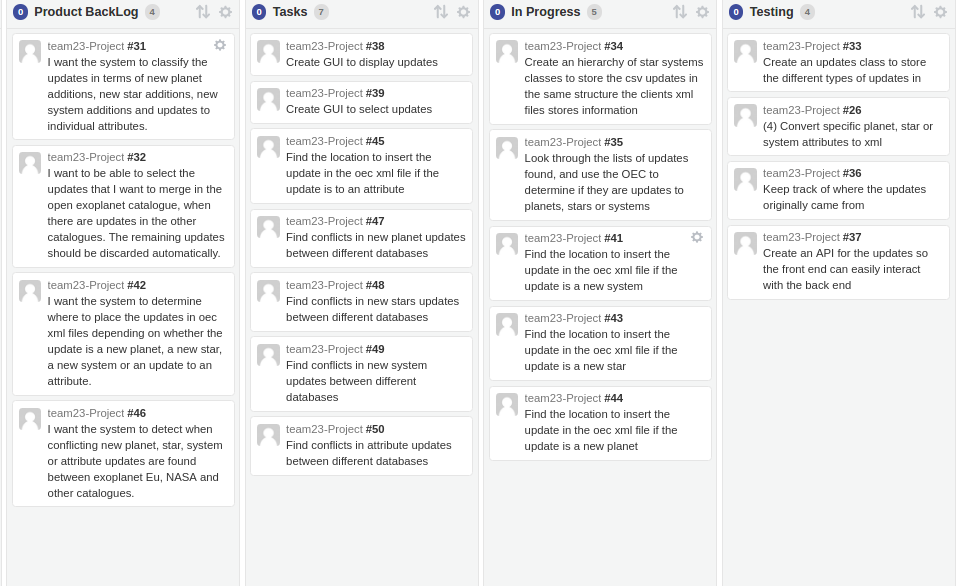 0 Product BackLog 4
team23-Project #31
I want the system to classify the
updates in terms of new planet
additions, new star additions, new
system additions and updates to
individual attributes.
team23-Project #32
I want to be able to select the
updates that I want to merge in the
open exoplanet catalogue, when
there are updates in the other
catalogues. The remaining updates
should be discarded automatically.
team23-Project #42
I want the system to determine
where to place the updates in oec
xml files depending on whether the
update is a new planet, a new star,
a new system or an update to an
attribute.
team23-Project #46
I want the system to detect when
conflicting new planet, star, system
or attribute updates are found
between exoplanet Eu, NASA and
other catalogues.
0 Tasks 7
team23-Project #38
Create GUI to display updates
team23-Project #39
Create GUI to select updates
team23-Project #45
Find the location to insert the
update in the oec xml file if the
update is to an attribute
team23-Project #47
Find conflicts in new planet updates
between different databases
team23-Project #48
Find conflicts in new stars updates
between different databases
team23-Project #49
Find conflicts in new system
updates between different
databases
team23-Project #50
Find conflicts in attribute updates
between different databases
0 In Progress 5
team23-Project #34
Create an hierarchy of star systems
classes to store the csv updates in
the same structure the clients xml
files stores information
team23-Project #35
Look through the lists of updates
found, and use the OEC to
determine if they are updates to
planets, stars or systems
team23-Project #41
Find the location to insert the
update in the oec xml file if the
update is a new system
team23-Project #43
Find the location to insert the
update in the oec xml file if the
update is a new star
team23-Project #44
Find the location to insert the
update in the oec xml file if the
update is a new planet
0 Testing 4
team23-Project #33
Create an updates class to store
the different types of updates in
team23-Project #26
(4) Convert specific planet, star or
system attributes to xml
team23-Project #36
Keep track of where the updates
originally came from
team23-Project #37
Create an API for the updates so
the front end can easily interact
with the back end